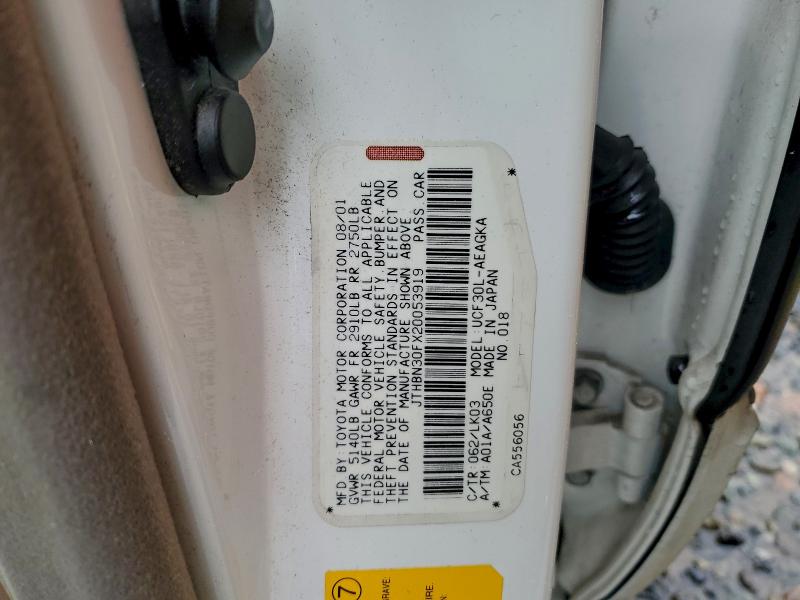 MFD BY: TOYOTA MOTOR CORPORATION 08/01
GVWR 5140LB GAWR FR 2910LB RR 2750LB
THIS VEHICLE CONFORMS TO ALL APPLICABLE
FEDERAL MOTOR VEHICLE SAFETY, BUMPER, AND
THEFT PREVENTION STANDARDS IN EFFECT ON
THE DATE OF MANUFACTURE SHOWN ABOVE.
JTHBN30FX20053919 PASS CAR
C/TR: 062/LK03 MODEL: UCF30L-AEAGKA
A/TM A01A/A650E MADE IN JAPAN
NO. 018
CA556056
7